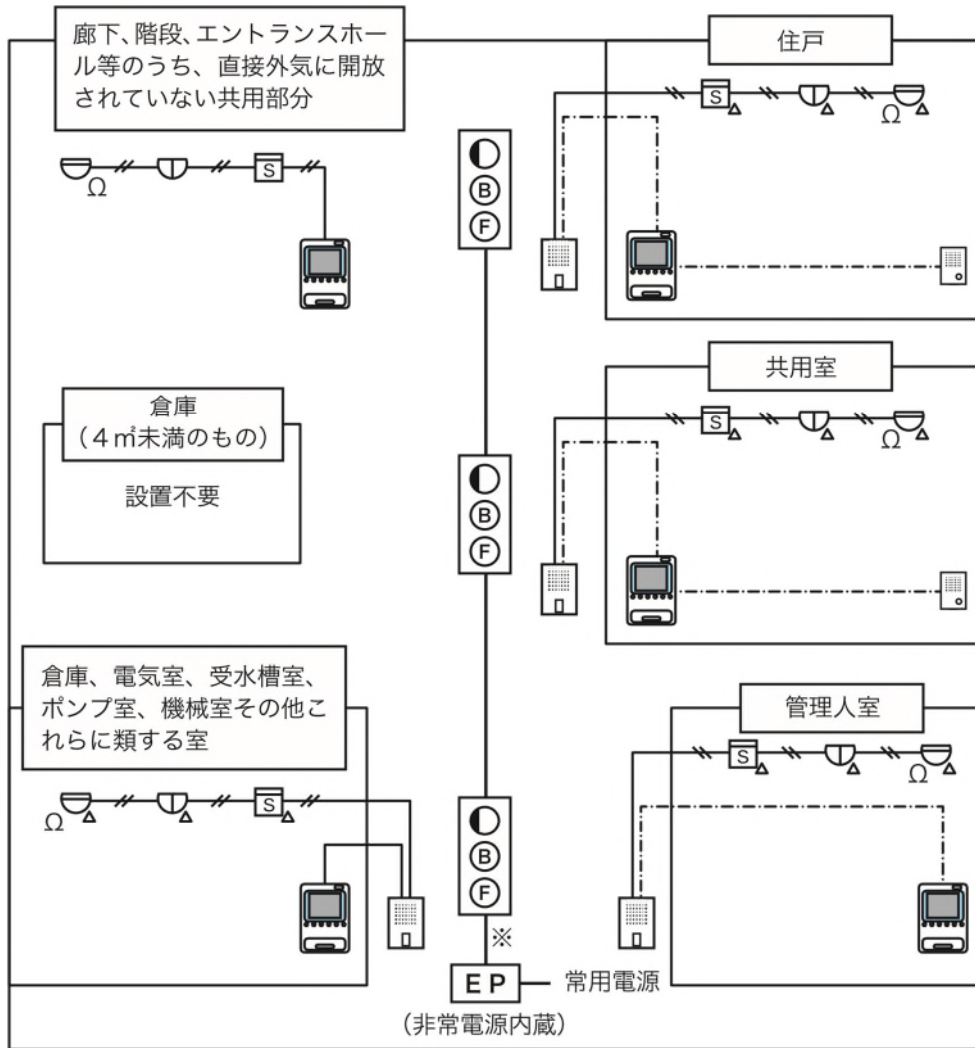 廊下、階段、エントランスホー
ル等のうち、直接外気に開放
されていない共用部分
Ω
S
住戸
S
Ω
B
F
倉庫
（４㎡未満のもの）
設置不要
B
F
共用室
S
Ω
倉庫、電気室、受水槽室、
ポンプ室、機械室その他こ
れらに類する室
Ω
S
B
F
※
EP
常用電源
（非常電源内蔵）
管理人室
S
Ω